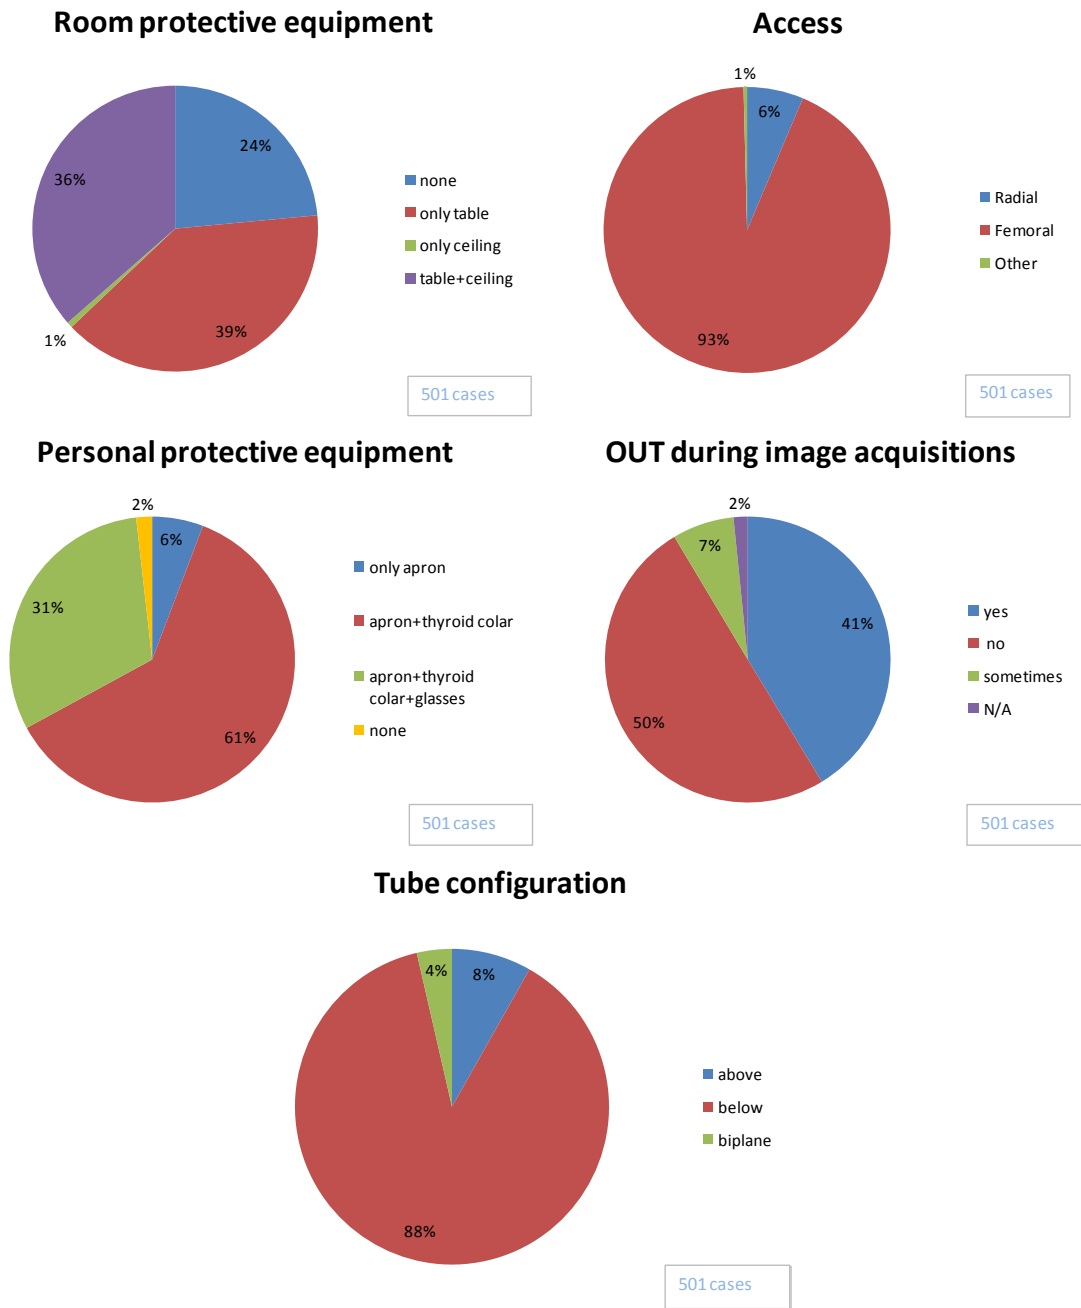 Room protective equipment
24%
36%
39%
1%
none
only table
only ceiling
table+ceiling
501 cases
Access
1%
6%
93%
Radial
Femoral
Other
501 cases
Personal protective equipment
2%
6%
31%
61%
only apron
apron+thyroid colar
apron+thyroid
colar+glasses
none
501 cases
OUT during image acquisitions
2%
7%
41%
50%
yes
no
sometimes
N/A
501 cases
Tube configuration
4%
8%
88%
above
below
biplane
501 cases